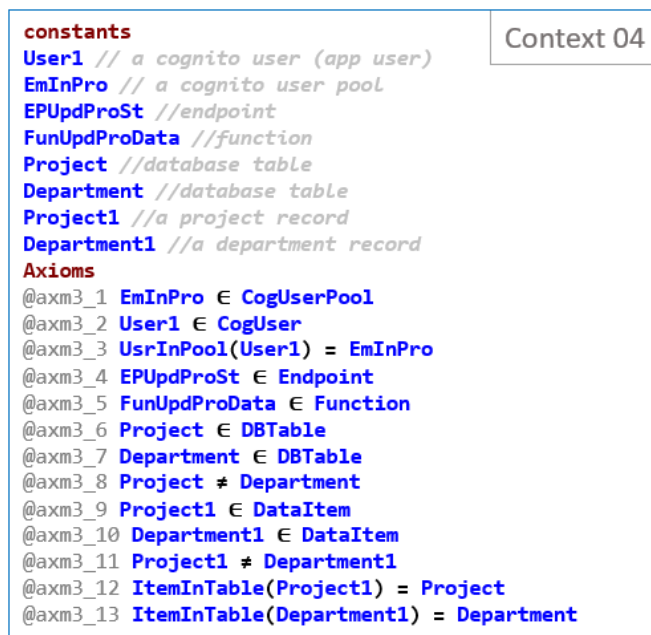 Context 04
constants
User1 // a cognito user (app user)
EmInPro // a cognito user pool
EPUpdProSt //endpoint
FunUpdProData //function
Project //database table
Department //database table
Project1 //a project record
Department1 //a department record
Axioms
@axm3_1 EmInPro ∈ CogUserPool
@axm3_2 User1 ∈ CogUser
@axm3_3 UsrInPool(User1) = EmInPro
@axm3_4 EPUpdProSt ∈ Endpoint
@axm3_5 FunUpdProData ∈ Function
@axm3_6 Project ∈ DBTable
@axm3_7 Department ∈ DBTable
@axm3_8 Project ≠ Department
@axm3_9 Project1 ∈ DataItem
@axm3_10 Department1 ∈ DataItem
@axm3_11 Project1 ≠ Department1
@axm3_12 ItemInTable(Project1) = Project
@axm3_13 ItemInTable(Department1) = Department